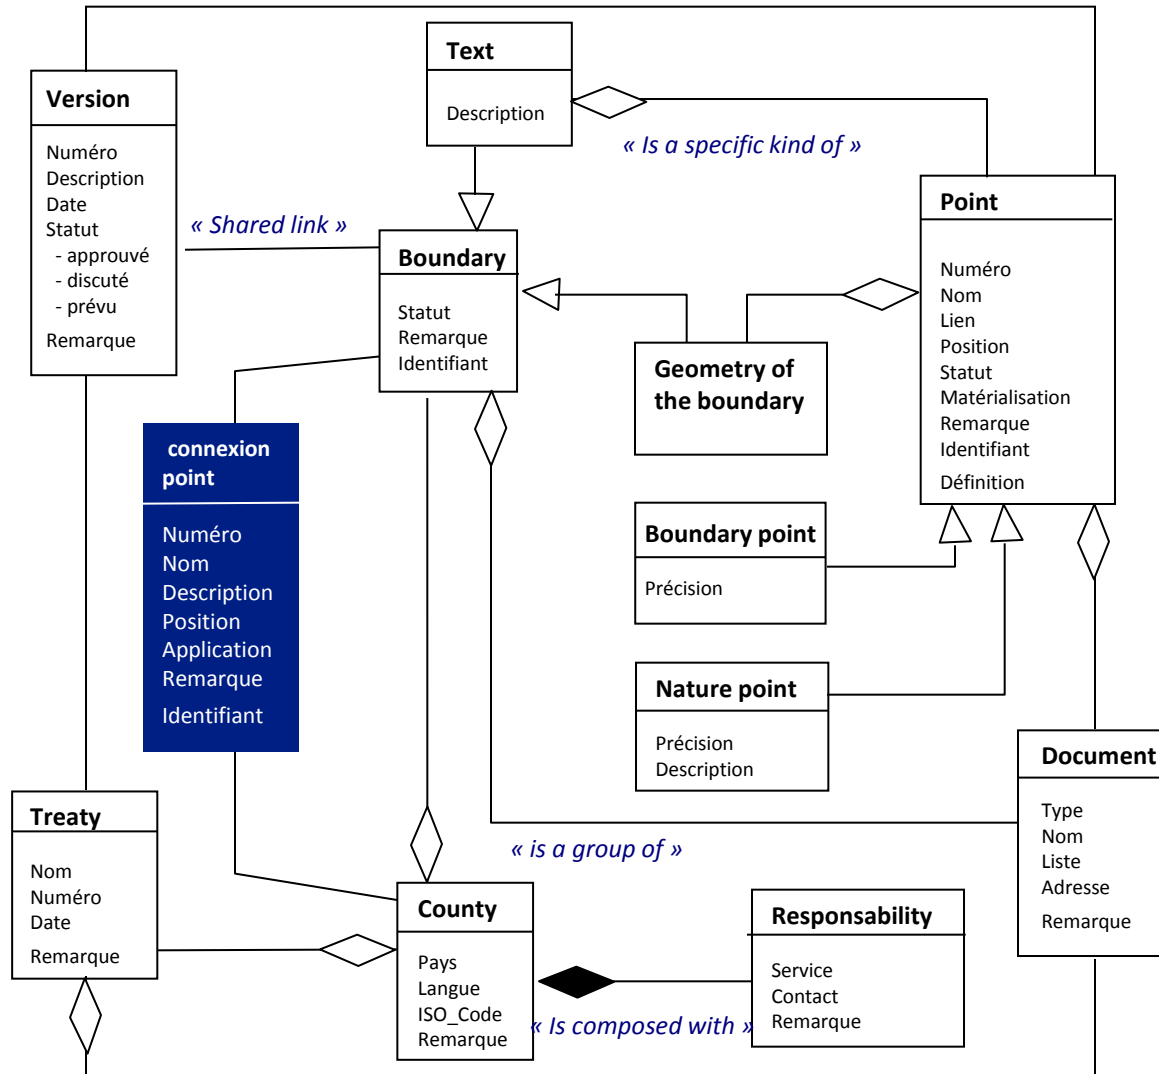 Text
Description
« Is a specific kind of »
Version
Numéro
Description
Date
Statut
- approuvé
- discuté
- prévu
Remarque
« Shared link »
Boundary
Statut
Remarque
Identifiant
Point
Numéro
Nom
Lien
Position
Statut
Matérialisation
Remarque
Identifiant
Définition
Geometry of
the boundary
connexion
point
Numéro
Nom
Description
Position
Application
Remarque
Identifiant
Boundary point
Précision
Nature point
Précision
Description
Document
Type
Nom
Liste
Adresse
Remarque
Treaty
Nom
Numéro
Date
Remarque
« is a group of »
County
Pays
Langue
ISO_Code
Remarque
« Is composed with »
Responsability
Service
Contact
Remarque